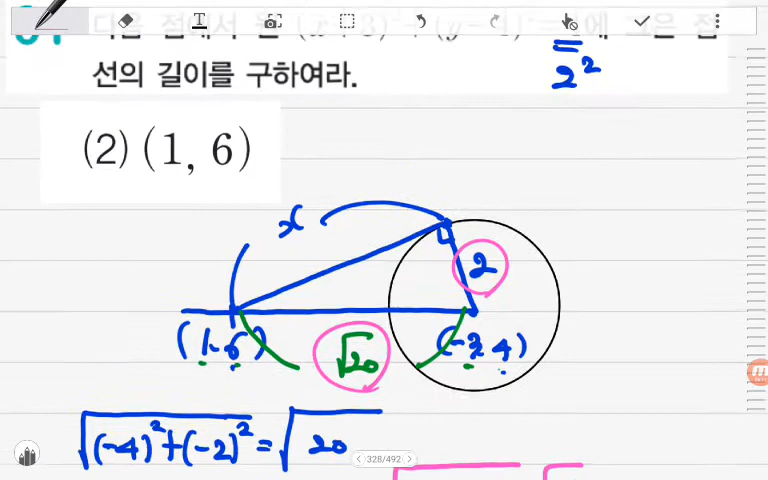 선의 길이를 구하여라.
2²
(2) (1, 6)
x
2
(1, 6)
√20
(-3, 4)
√(-4)²+(-2)² = √20
328/492